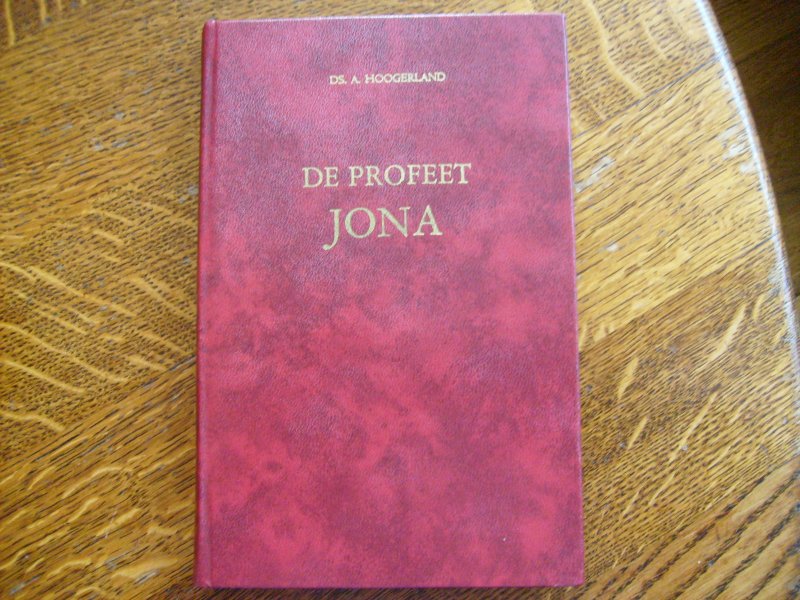 DS. A. HOOGERLAND
DE PROFEET
JONA